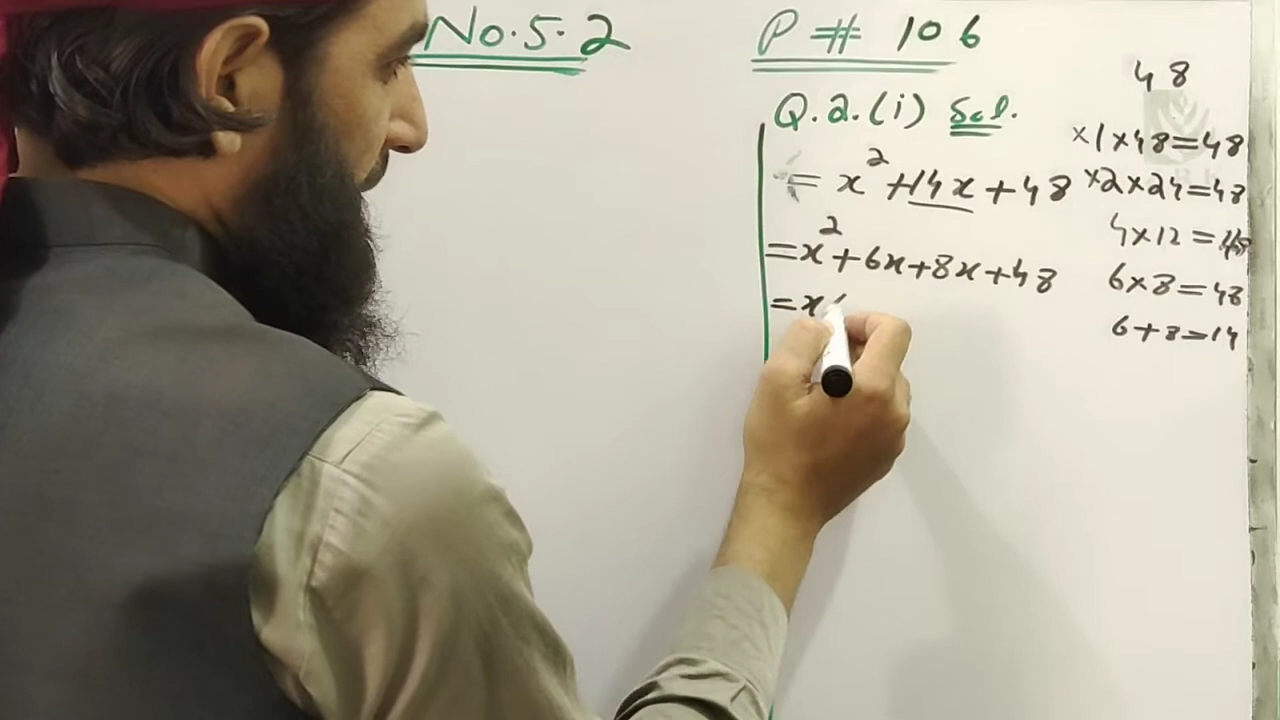 No.5.2
P # 106
Q.2.(i) Sol.
= x² + 14x + 48
= x² + 6x + 8x + 48
= x(
48
×1×48=48
×2×24=48
4×12=48
6×8=48
6+8=14